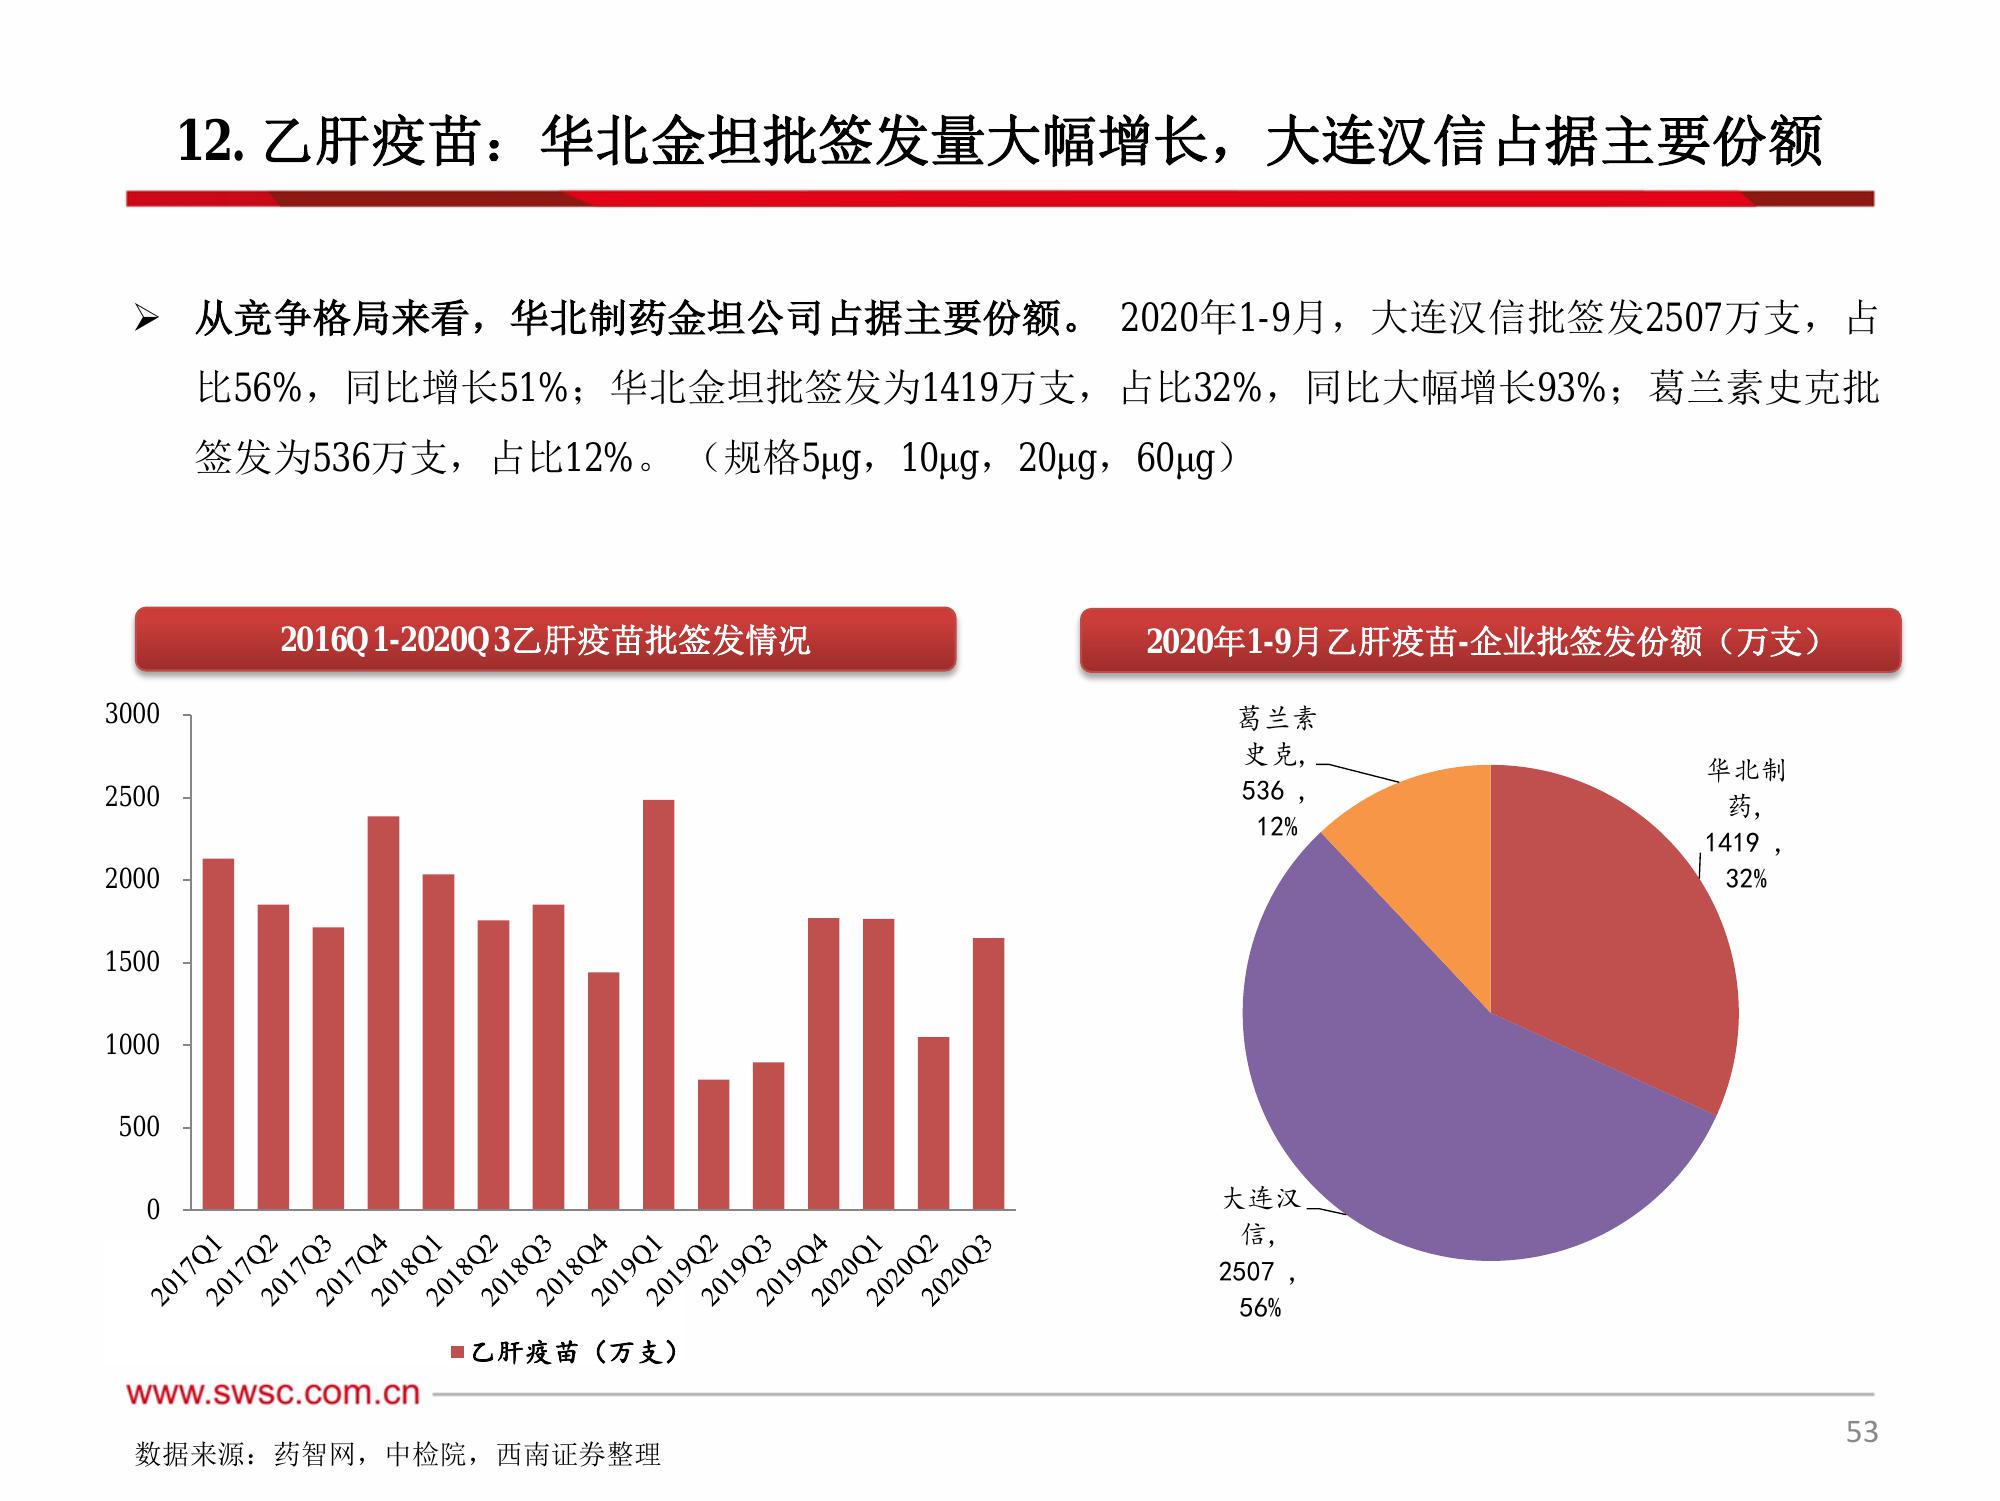 12. 乙肝疫苗：华北金坦批签发量大幅增长，大连汉信占据主要份额
➢ 从竞争格局来看，华北制药金坦公司占据主要份额。 2020年1-9月，大连汉信批签发2507万支，占
比56%，同比增长51%；华北金坦批签发为1419万支，占比32%，同比大幅增长93%；葛兰素史克批
签发为536万支，占比12%。（规格5μg，10μg，20μg，60μg）
2016Q1-2020Q3乙肝疫苗批签发情况
3000
2500
2000
1500
1000
500
0
2017Q1
2017Q2
2017Q3
2017Q4
2018Q1
2018Q2
2018Q3
2018Q4
2019Q1
2019Q2
2019Q3
2019Q4
2020Q1
2020Q2
2020Q3
乙肝疫苗（万支）
2020年1-9月乙肝疫苗-企业批签发份额（万支）
葛兰素
史克,
536 ,
12%
华北制
药,
1419 ,
32%
大连汉
信,
2507 ,
56%
www.swsc.com.cn
53
数据来源：药智网，中检院，西南证券整理